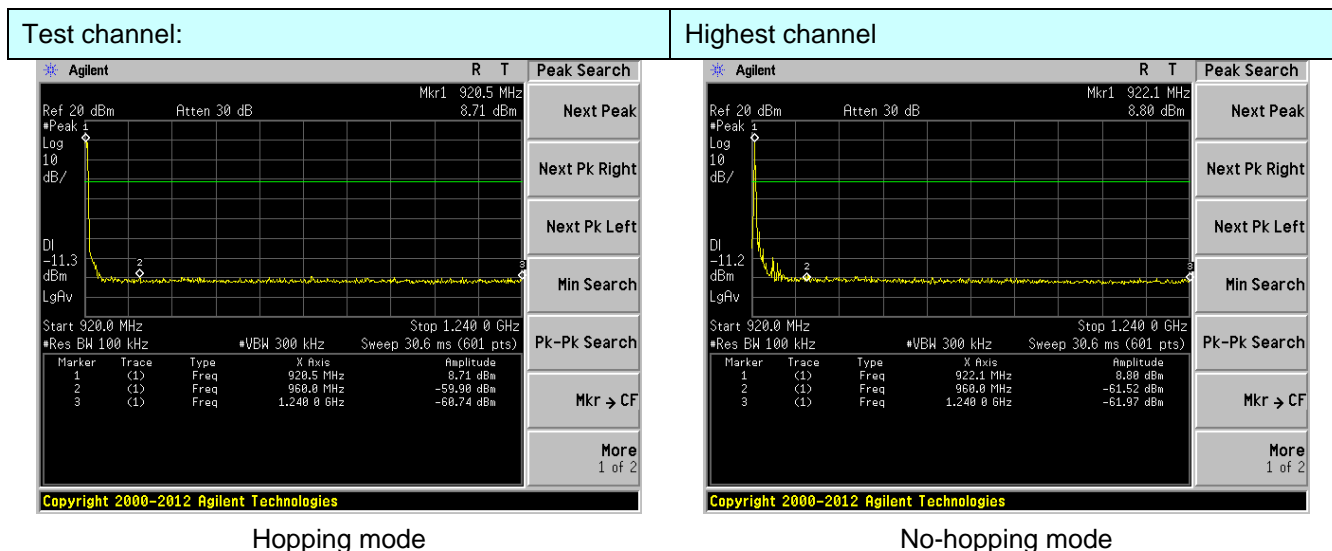 Test channel:
Highest channel
Agilent
R T
Peak Search
Mkr1 920.5 MHz
Ref 20 dBm Atten 30 dB 8.71 dBm
#Peak
Log
10
dB/
DI
-11.3
dBm
LgAv
1
2
3
Start 920.0 MHz Stop 1.240 0 GHz
#Res BW 100 kHz #VBW 300 kHz Sweep 30.6 ms (601 pts)
Marker Trace Type X Axis Amplitude
1 (1) Freq 920.5 MHz 8.71 dBm
2 (1) Freq 960.0 MHz -59.90 dBm
3 (1) Freq 1.240 0 GHz -60.74 dBm
Next Peak
Next Pk Right
Next Pk Left
Min Search
Pk-Pk Search
Mkr → CF
More
1 of 2
Copyright 2000-2012 Agilent Technologies
Hopping mode
Agilent
R T
Peak Search
Mkr1 922.1 MHz
Ref 20 dBm Atten 30 dB 8.80 dBm
#Peak
Log
10
dB/
DI
-11.2
dBm
LgAv
1
2
3
Start 920.0 MHz Stop 1.240 0 GHz
#Res BW 100 kHz #VBW 300 kHz Sweep 30.6 ms (601 pts)
Marker Trace Type X Axis Amplitude
1 (1) Freq 922.1 MHz 8.80 dBm
2 (1) Freq 960.0 MHz -61.52 dBm
3 (1) Freq 1.240 0 GHz -61.97 dBm
Next Peak
Next Pk Right
Next Pk Left
Min Search
Pk-Pk Search
Mkr → CF
More
1 of 2
Copyright 2000-2012 Agilent Technologies
No-hopping mode